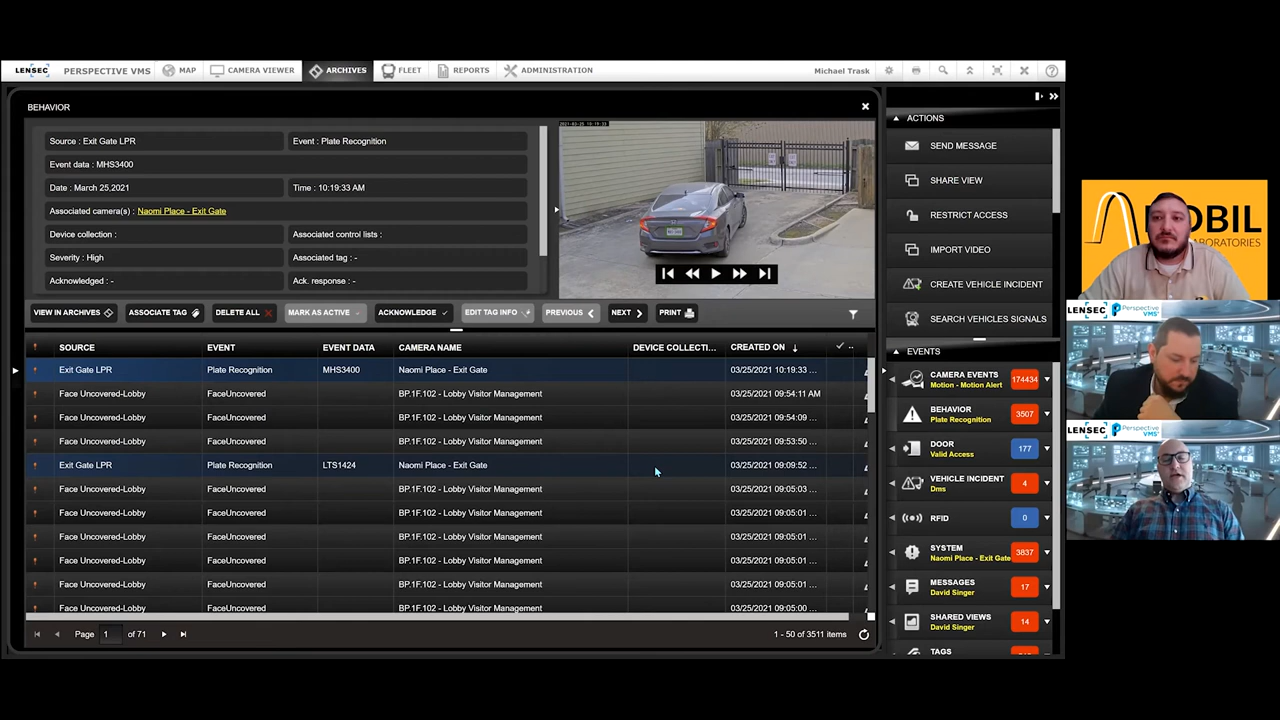 LENSEC PERSPECTIVE VMS MAP CAMERA VIEWER ARCHIVES FLEET REPORTS ADMINISTRATION Michael Trask
BEHAVIOR
Source : Exit Gate LPR Event : Plate Recognition
Event data : MHS3400
Date : March 25,2021 Time : 10:19:33 AM
Associated camera(s) : Naomi Place - Exit Gate
Device collection : Associated control lists :
Severity : High Associated tag : -
Acknowledged : - Ack. response : -
2021-03-25 10:19:33
VIEW IN ARCHIVES ASSOCIATE TAG DELETE ALL MARK AS ACTIVE ACKNOWLEDGE EDIT TAG INFO PREVIOUS NEXT PRINT
SOURCE EVENT EVENT DATA CAMERA NAME DEVICE COLLECTI... CREATED ON ..
Exit Gate LPR Plate Recognition MHS3400 Naomi Place - Exit Gate 03/25/2021 10:19:33 ...
Face Uncovered-Lobby FaceUncovered BP.1F.102 - Lobby Visitor Management 03/25/2021 09:54:11 AM
Face Uncovered-Lobby FaceUncovered BP.1F.102 - Lobby Visitor Management 03/25/2021 09:54:09 ...
Face Uncovered-Lobby FaceUncovered BP.1F.102 - Lobby Visitor Management 03/25/2021 09:53:50 ...
Exit Gate LPR Plate Recognition LTS1424 Naomi Place - Exit Gate 03/25/2021 09:09:52 ...
Face Uncovered-Lobby FaceUncovered BP.1F.102 - Lobby Visitor Management 03/25/2021 09:05:03 ...
Face Uncovered-Lobby FaceUncovered BP.1F.102 - Lobby Visitor Management 03/25/2021 09:05:01 ...
Face Uncovered-Lobby FaceUncovered BP.1F.102 - Lobby Visitor Management 03/25/2021 09:05:01 ...
Face Uncovered-Lobby FaceUncovered BP.1F.102 - Lobby Visitor Management 03/25/2021 09:05:01 ...
Face Uncovered-Lobby FaceUncovered BP.1F.102 - Lobby Visitor Management 03/25/2021 09:05:01 ...
Face Uncovered-Lobby FaceUncovered BP.1F.102 - Lobby Visitor Management 03/25/2021 09:05:00 ...
Page 1 of 71 1 - 50 of 3511 items
ACTIONS
SEND MESSAGE
SHARE VIEW
RESTRICT ACCESS
IMPORT VIDEO
CREATE VEHICLE INCIDENT
SEARCH VEHICLES SIGNALS
EVENTS
CAMERA EVENTS 174434
Motion - Motion Alert
BEHAVIOR 3507
Plate Recognition
DOOR 177
Valid Access
VEHICLE INCIDENT 4
Dms
RFID 0
SYSTEM 3837
Naomi Place - Exit Gate
MESSAGES 17
David Singer
SHARED VIEWS 14
David Singer
TAGS
OBIL
ORATORIES
LENSEC Perspective VMS
LENSEC Perspective VMS